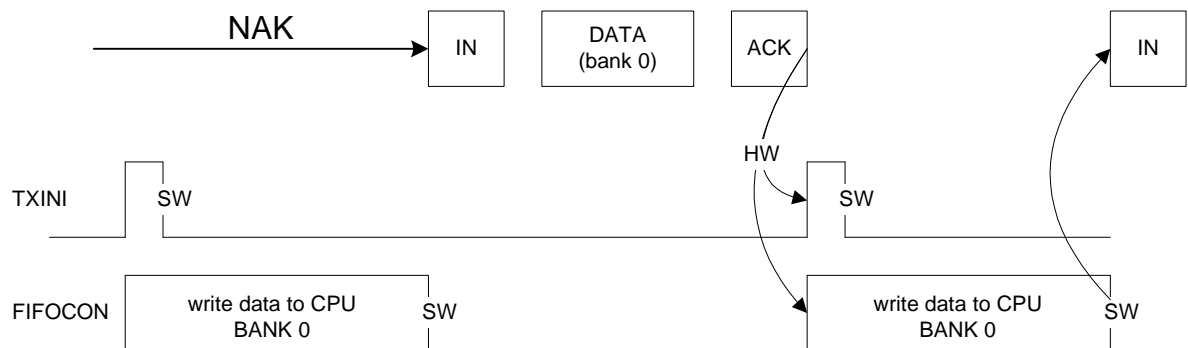 NAK
IN
DATA
(bank 0)
ACK
IN
HW
TXINI
SW
SW
FIFOCON
write data to CPU
BANK 0
SW
write data to CPU
BANK 0
SW